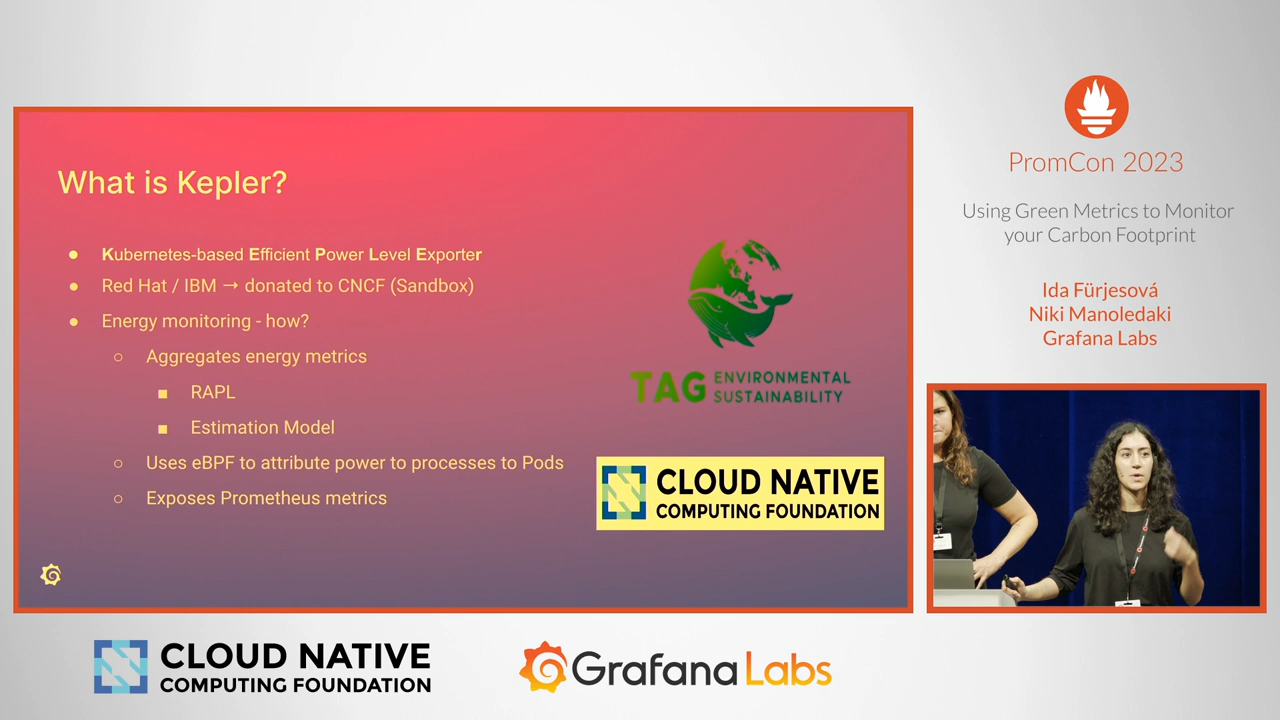 What is Kepler?
● Kubernetes-based Efficient Power Level Exporter
● Red Hat / IBM → donated to CNCF (Sandbox)
● Energy monitoring - how?
○ Aggregates energy metrics
■ RAPL
■ Estimation Model
○ Uses eBPF to attribute power to processes to Pods
○ Exposes Prometheus metrics
TAG ENVIRONMENTAL
SUSTAINABILITY
CLOUD NATIVE
COMPUTING FOUNDATION
PromCon 2023
Using Green Metrics to Monitor
your Carbon Footprint
Ida Fürjesová
Niki Manoledaki
Grafana Labs
CLOUD NATIVE
COMPUTING FOUNDATION
Grafana Labs